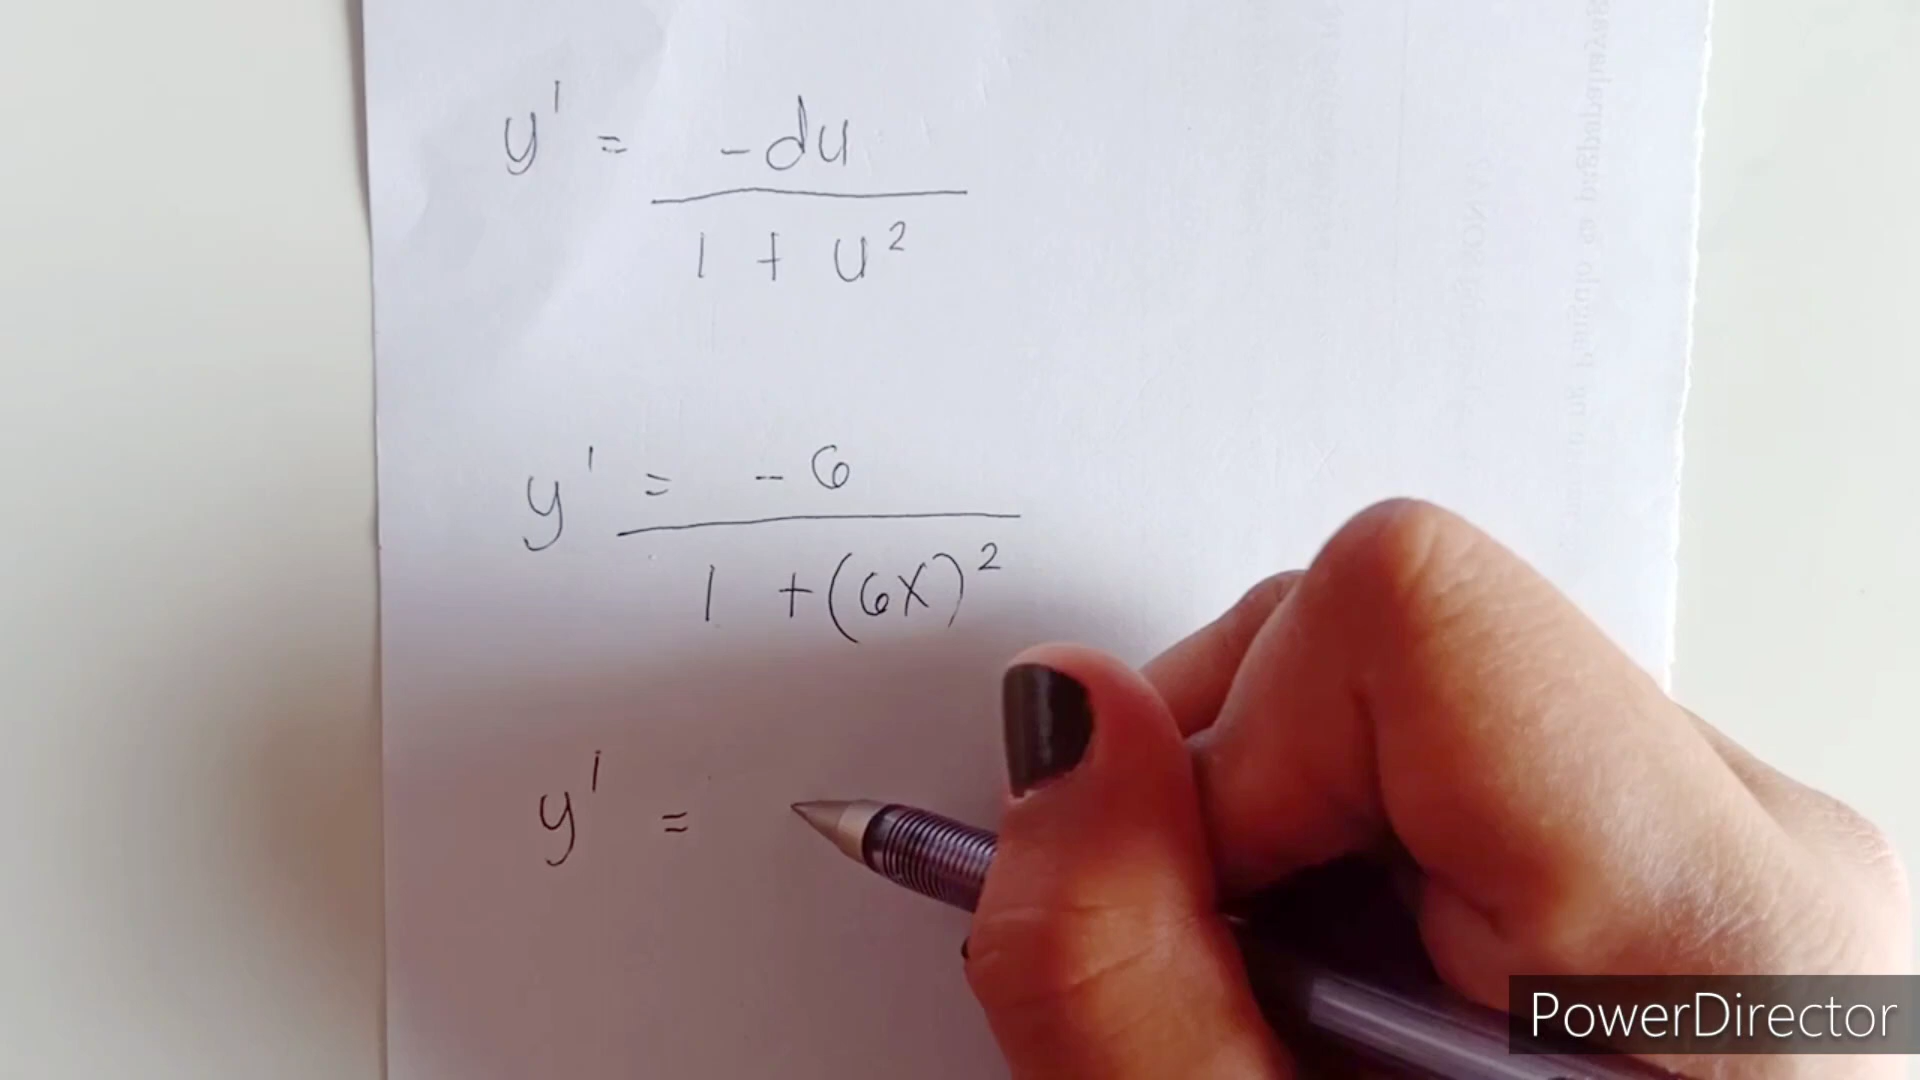 y' = -du
1 + u²
y' = -6
1 + (6x)²
y' =
PowerDirector